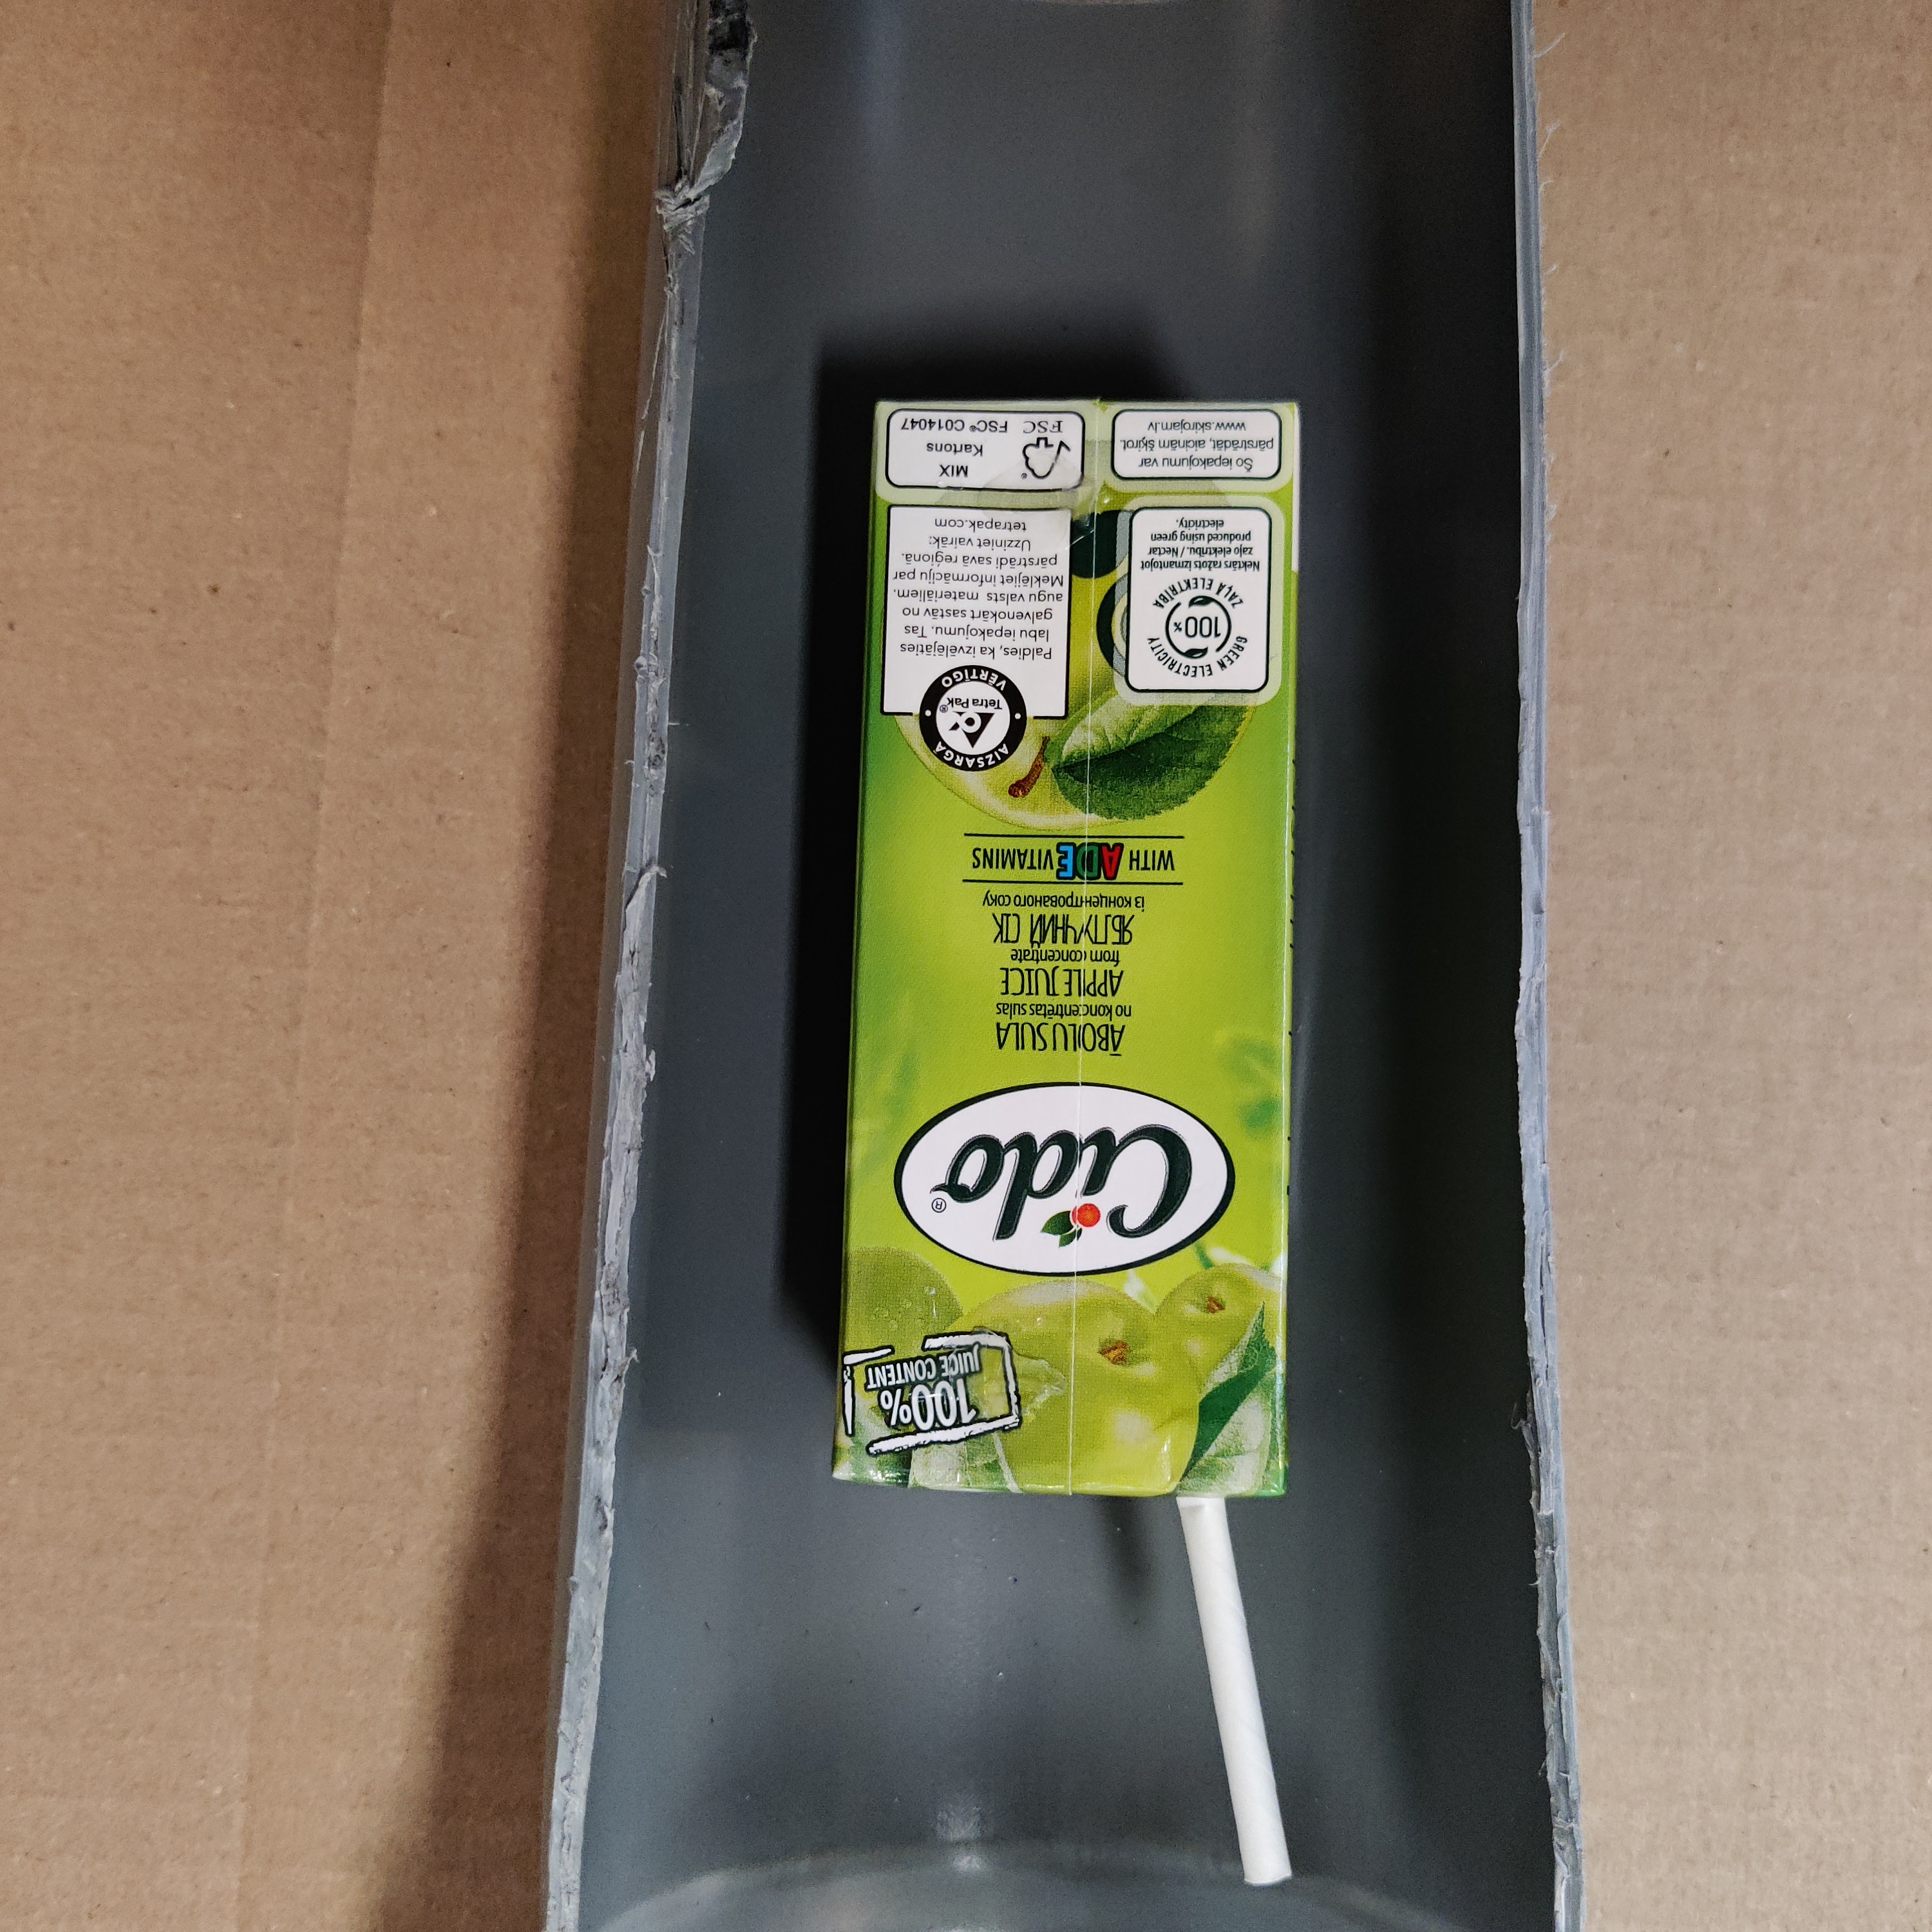 100%
JUICE CONTENT
Cido®
ĀBOLU SULA
no koncentrētas sulas
APPLE JUICE
from concentrate
ЯБЛУЧНИЙ СІК
із концентрованого соку
WITH ADE VITAMINS
AIZSARGĀ
Tetra Pak®
VĒRTĪGO
Paldies, ka izvēlējāties
labu iepakojumu. Tas
galvenokārt sastāv no
augu valsts materiāliem.
Meklējiet informāciju par
pārstrādi savā reģionā.
Uzziniet vairāk:
tetrapak.com
GREEN ELECTRICITY
100%
ZAĻĀ ELEKTRĪBA
Nektārs ražots izmantojot
zaļo elektrību. / Nectar
produced using green
electricity.
MIX
Kartons
FSC FSC® C014047
Šo iepakojumu var
pārstrādāt, aicinām šķirot.
www.skirojam.lv